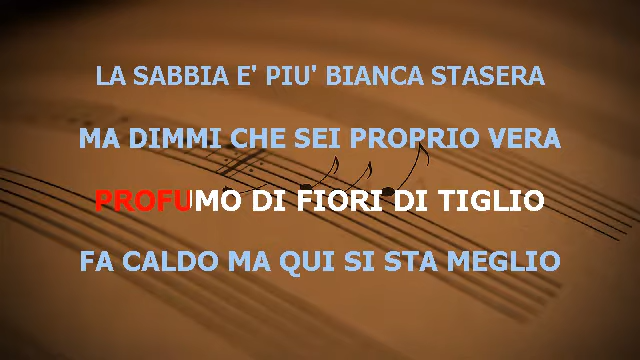 LA SABBIA E' PIU' BIANCA STASERA
MA DIMMI CHE SEI PROPRIO VERA
PROFUMO DI FIORI DI TIGLIO
FA CALDO MA QUI SI STA MEGLIO